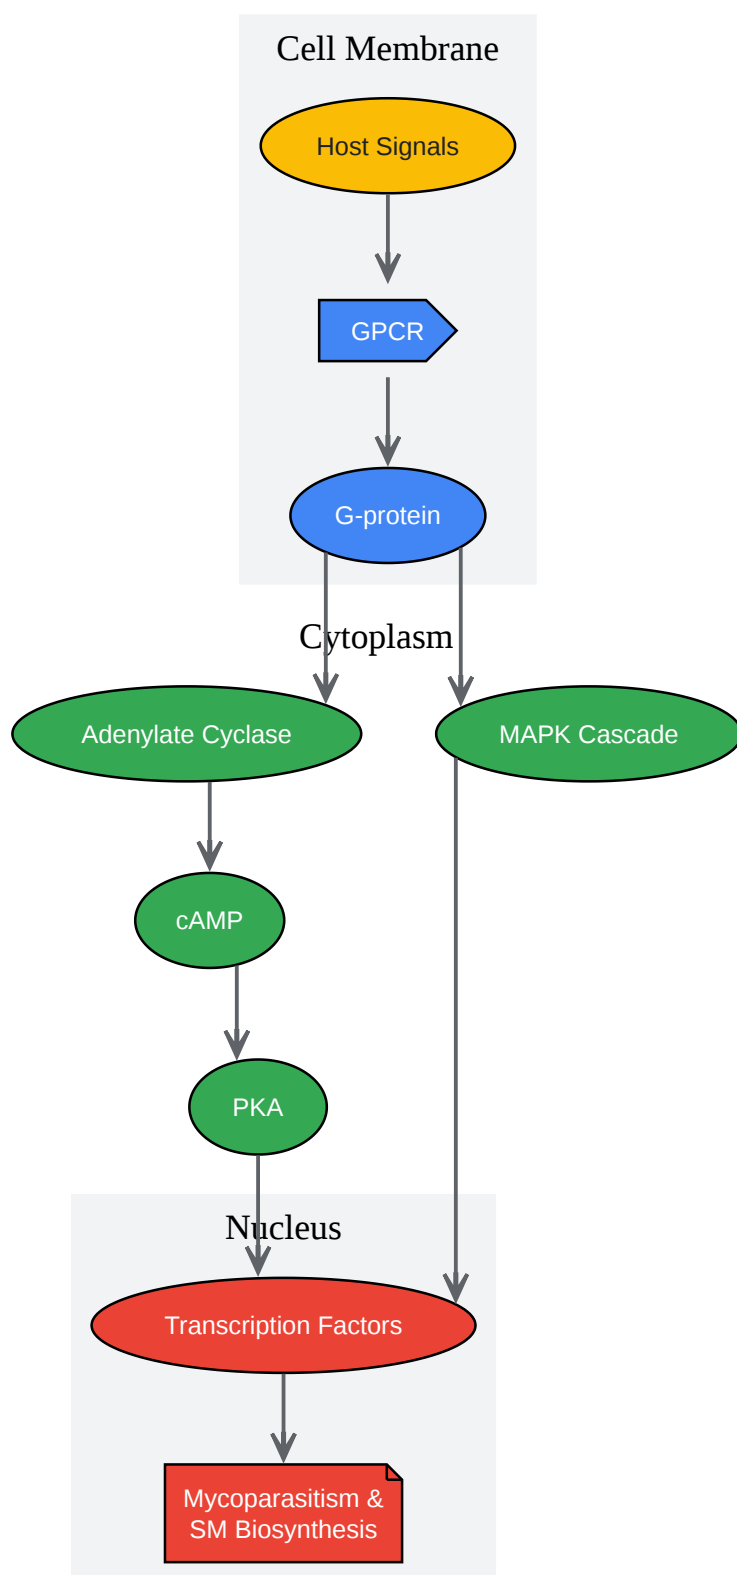 Cell Membrane
Host Signals
GPCR
G-protein
Cytoplasm
Adenylate Cyclase
MAPK Cascade
cAMP
PKA
Nucleus
Transcription Factors
Mycoparasitism &
SM Biosynthesis